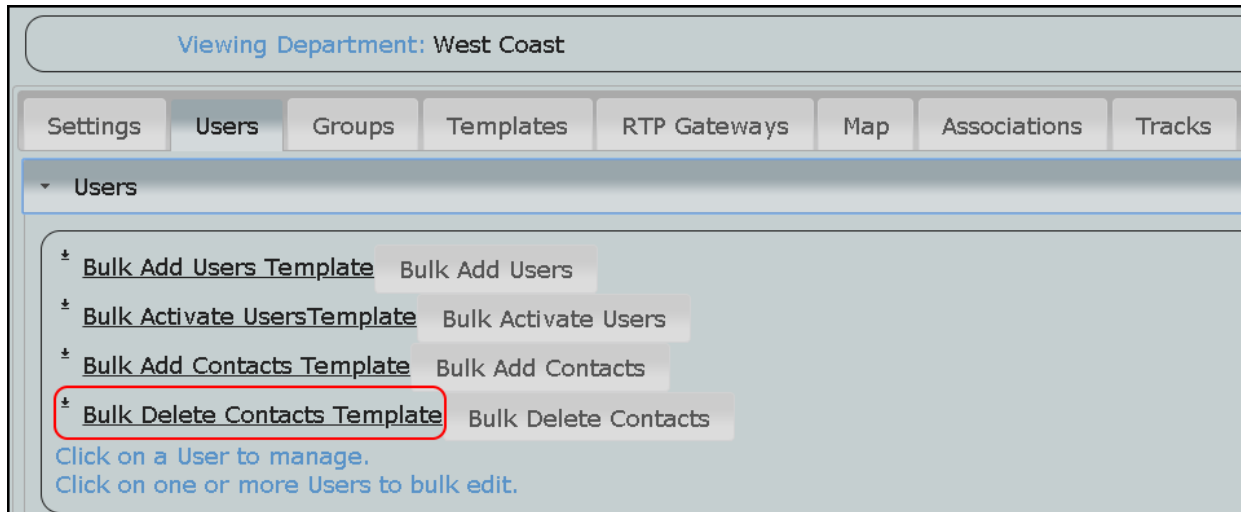 Viewing Department: West Coast
Settings Users Groups Templates RTP Gateways Map Associations Tracks
Users
Bulk Add Users Template Bulk Add Users
Bulk Activate UsersTemplate Bulk Activate Users
Bulk Add Contacts Template Bulk Add Contacts
Bulk Delete Contacts Template Bulk Delete Contacts
Click on a User to manage.
Click on one or more Users to bulk edit.